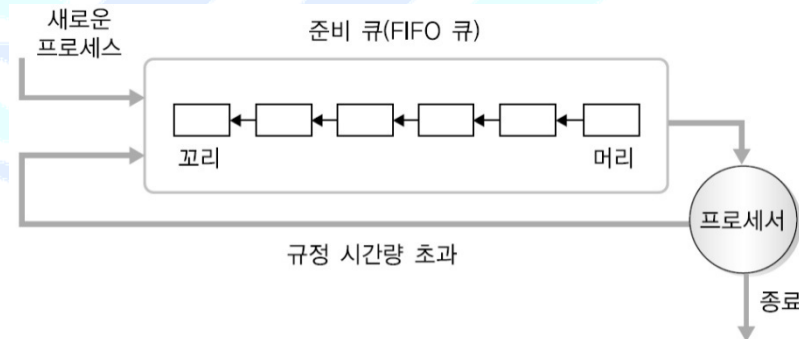 새로운
프로세스
준비 큐(FIFO 큐)
꼬리
머리
프로세서
규정 시간량 초과
종료